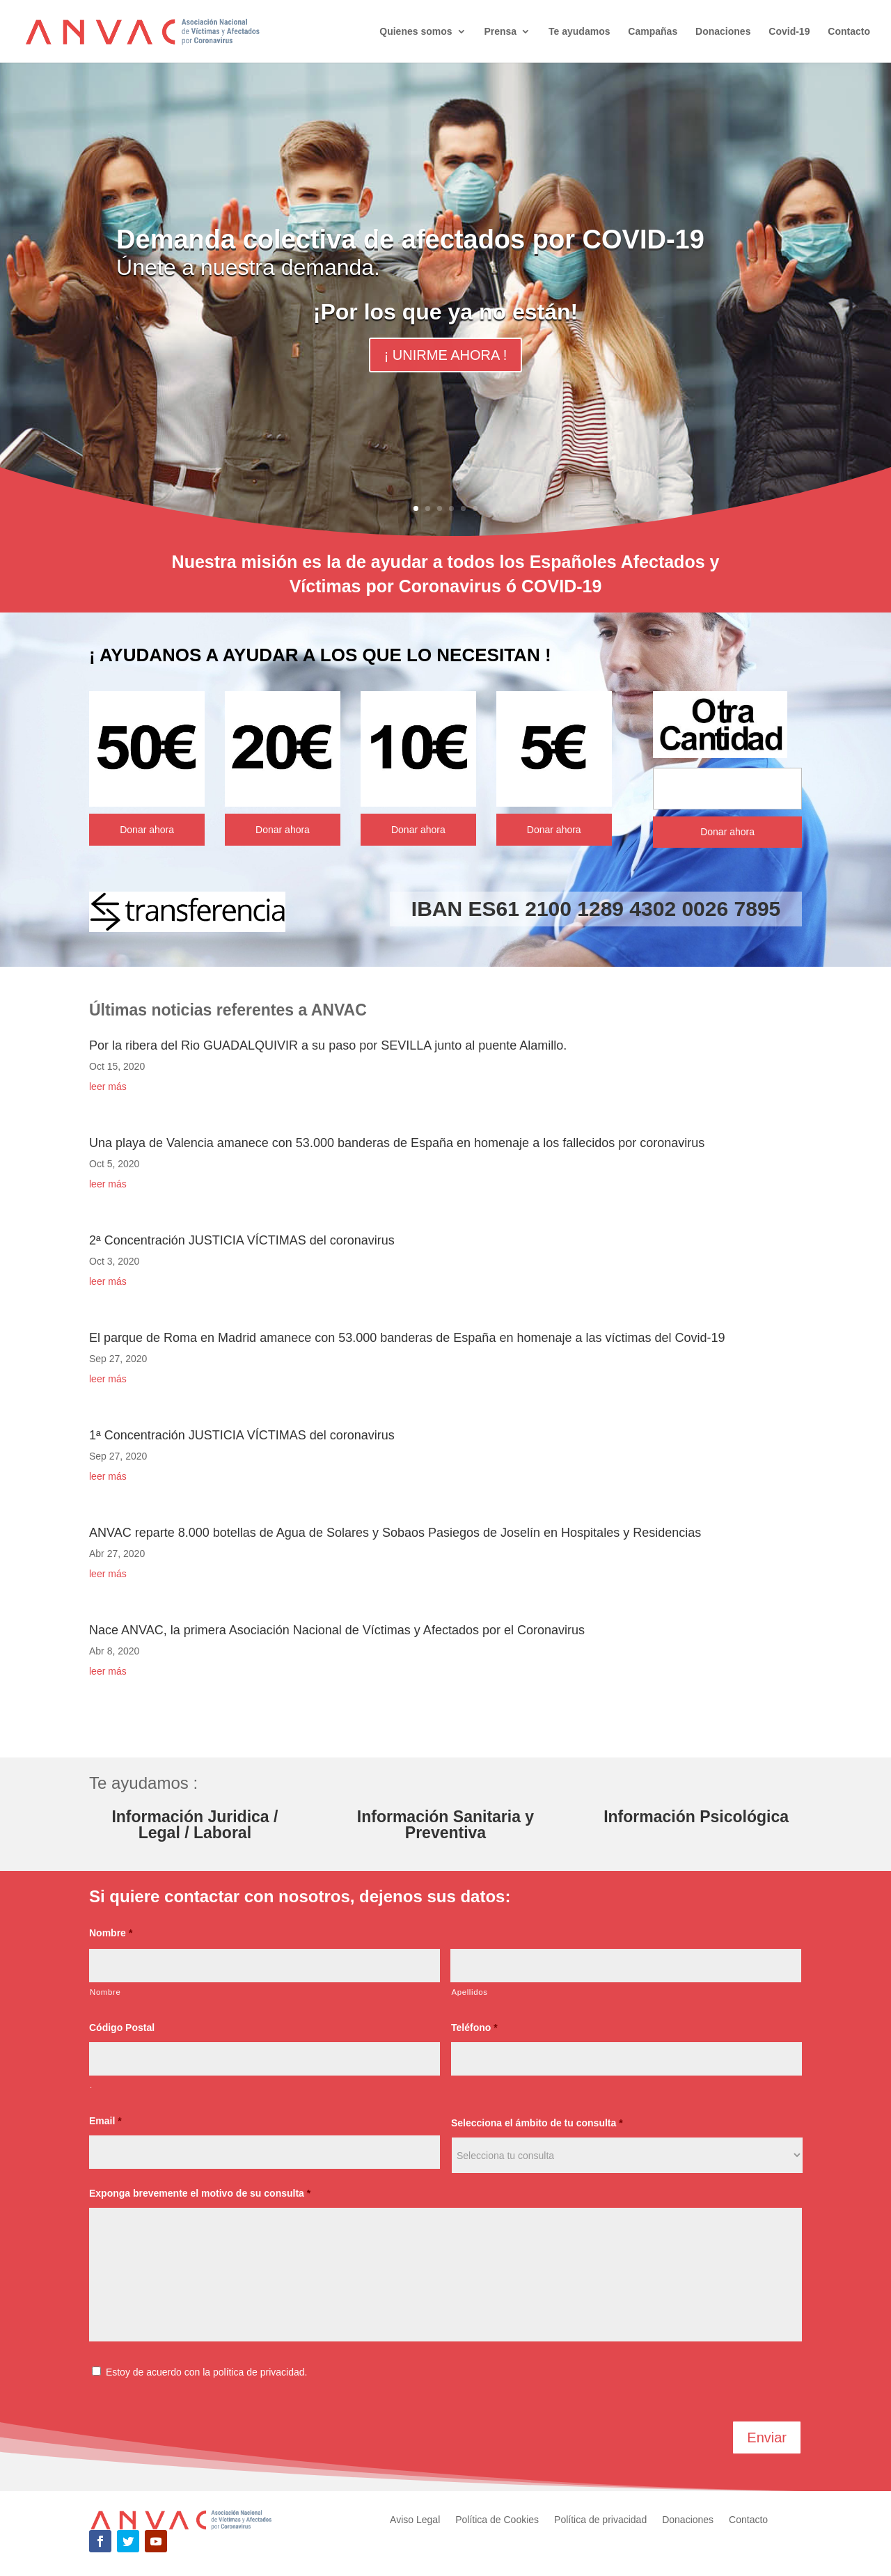 ANVAC
Asociación Nacional
de Víctimas y Afectados
por Coronavirus
Quienes somos
Prensa
Te ayudamos
Campañas
Donaciones
Covid-19
Contacto
Demanda colectiva de afectados por COVID-19
Únete a nuestra demanda.
¡Por los que ya no están!
¡ UNIRME AHORA !
Nuestra misión es la de ayudar a todos los Españoles Afectados y
Víctimas por Coronavirus ó COVID-19
¡ AYUDANOS A AYUDAR A LOS QUE LO NECESITAN !
50€
20€
10€
5€
Otra
Cantidad
Donar ahora
Donar ahora
Donar ahora
Donar ahora
Donar ahora
transferencia
IBAN ES61 2100 1289 4302 0026 7895
Últimas noticias referentes a ANVAC
Por la ribera del Rio GUADALQUIVIR a su paso por SEVILLA junto al puente Alamillo.
Oct 15, 2020
leer más
Una playa de Valencia amanece con 53.000 banderas de España en homenaje a los fallecidos por coronavirus
Oct 5, 2020
leer más
2ª Concentración JUSTICIA VÍCTIMAS del coronavirus
Oct 3, 2020
leer más
El parque de Roma en Madrid amanece con 53.000 banderas de España en homenaje a las víctimas del Covid-19
Sep 27, 2020
leer más
1ª Concentración JUSTICIA VÍCTIMAS del coronavirus
Sep 27, 2020
leer más
ANVAC reparte 8.000 botellas de Agua de Solares y Sobaos Pasiegos de Joselín en Hospitales y Residencias
Abr 27, 2020
leer más
Nace ANVAC, la primera Asociación Nacional de Víctimas y Afectados por el Coronavirus
Abr 8, 2020
leer más
Te ayudamos :
Información Juridica /
Legal / Laboral
Información Sanitaria y
Preventiva
Información Psicológica
Si quiere contactar con nosotros, dejenos sus datos:
Nombre *
Nombre
Apellidos
Código Postal
Teléfono *
.
Email *
Selecciona el ámbito de tu consulta *
Selecciona tu consulta
Exponga brevemente el motivo de su consulta *
Estoy de acuerdo con la política de privacidad.
Enviar
ANVAC
Asociación Nacional
de Víctimas y Afectados
por Coronavirus
Aviso Legal
Política de Cookies
Política de privacidad
Donaciones
Contacto